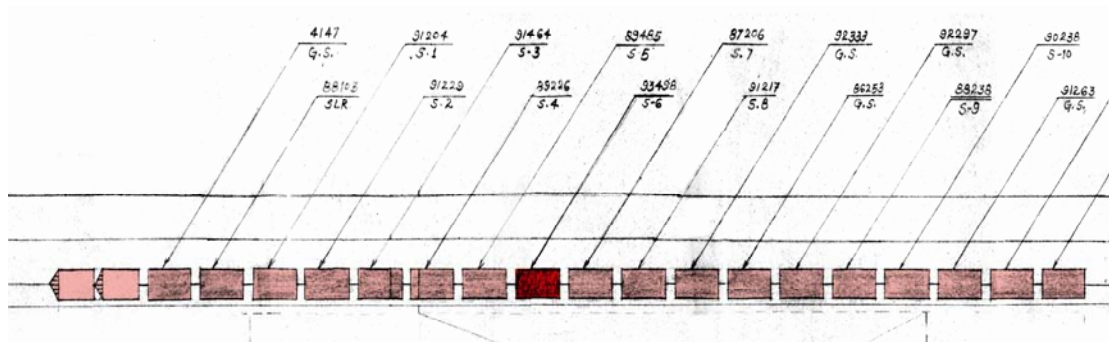 4147
G.S.
91204
S.1
91464
S.3
89485
S.5
87206
S.7
92333
G.S.
92297
G.S.
90238
S-10
88103
SLR
91229
S.2
89226
S.4
93498
S-6
91217
S.8
86253
G.S.
88238
S-9
91263
G.S.